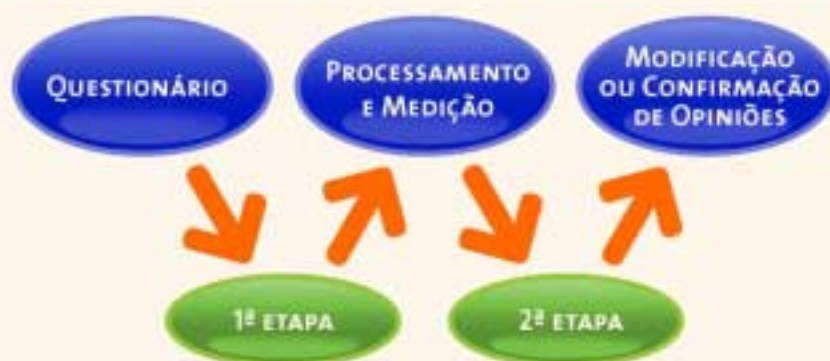 QUESTIONÁRIO
PROCESSAMENTO
E MEDIÇÃO
MODIFICAÇÃO
OU CONFIRMAÇÃO
DE OPINIÕES
1ª ETAPA
2ª ETAPA